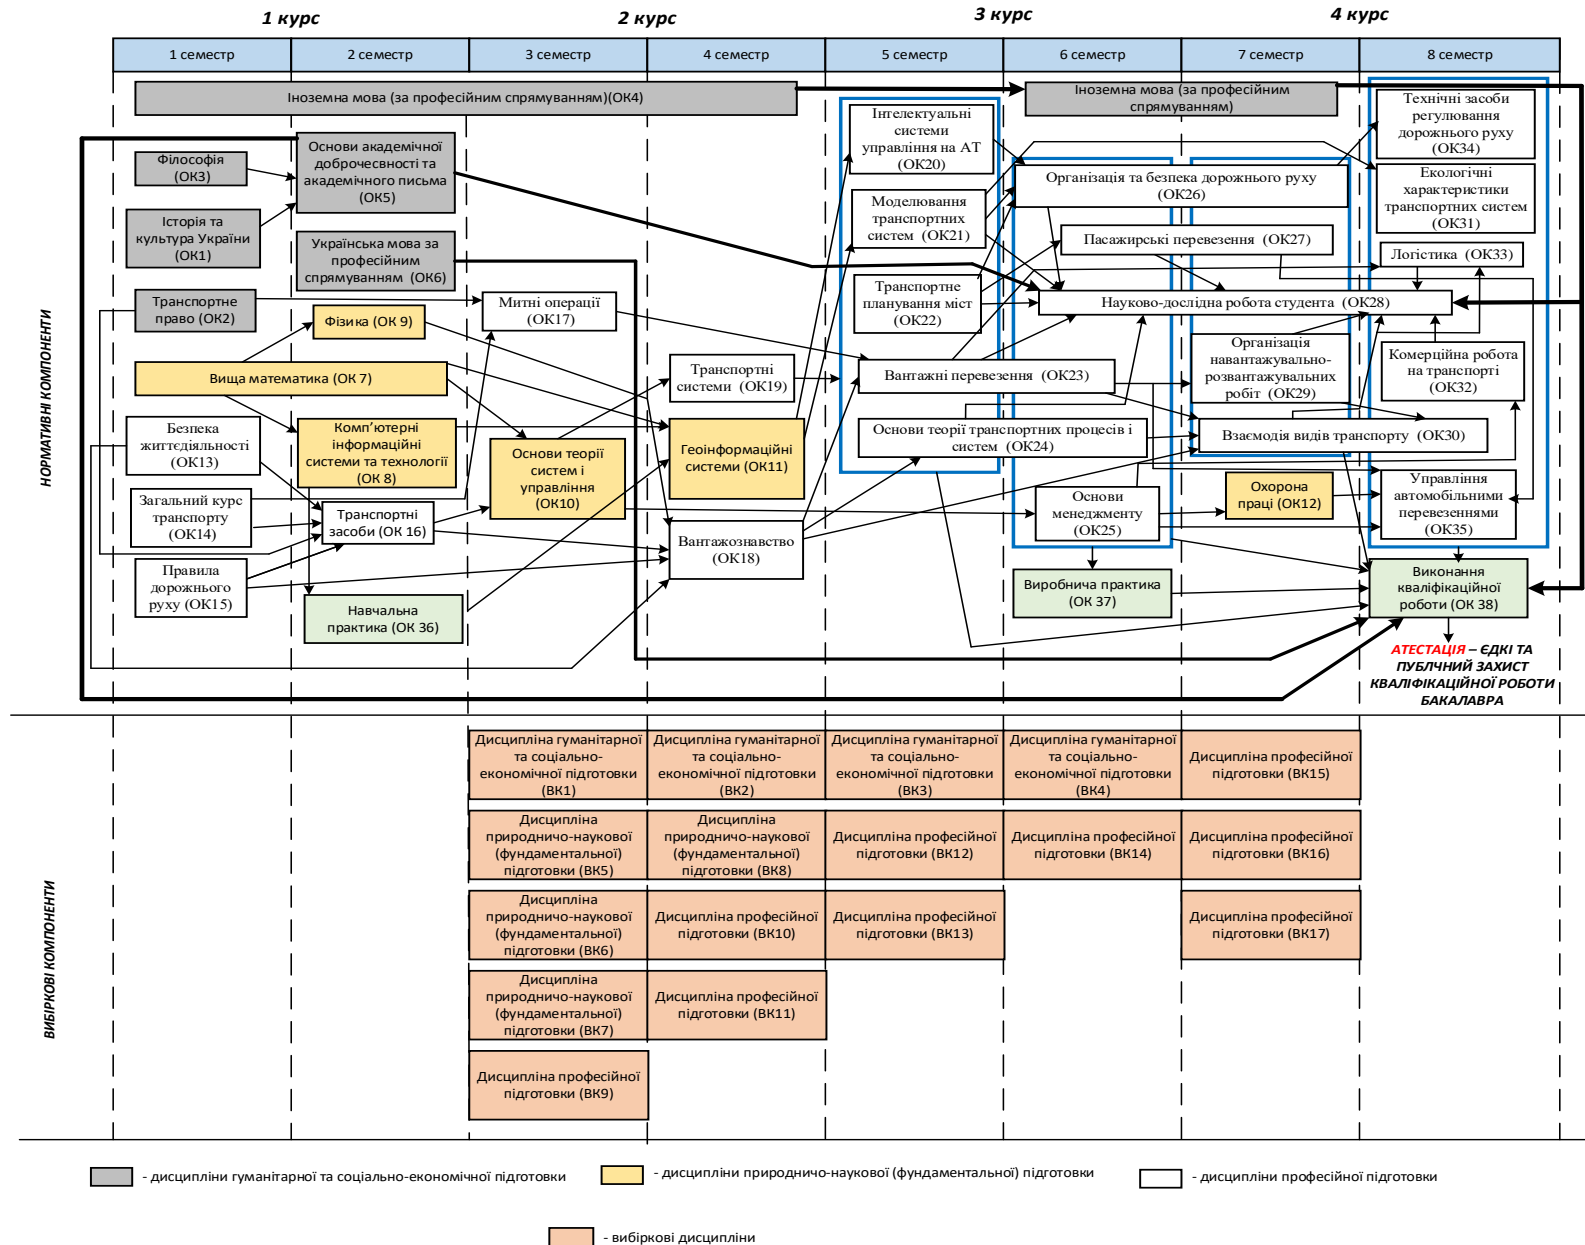 1 курс
2 курс
3 курс
4 курс
1 семестр
2 семестр
3 семестр
4 семестр
5 семестр
6 семестр
7 семестр
8 семестр
НОРМАТИВНІ КОМПОНЕНТИ
Іноземна мова (за професійним спрямуванням)(ОК4)
Іноземна мова (за професійним
спрямуванням)
Філософія
(ОК3)
Історія та
культура України
(ОК1)
Транспортне
право (ОК2)
Вища математика (ОК 7)
Безпека
життєдіяльності
(ОК13)
Загальний курс
транспорту
(ОК14)
Правила
дорожнього
руху (ОК15)
Основи академічної
доброчесвності та
академічного письма
(ОК5)
Українська мова за
професійним
спрямуванням (ОК6)
Фізика (ОК 9)
Комп’ютерні
інформаційні
системи та технології
(ОК 8)
Транспортні
засоби (ОК 16)
Навчальна
практика (ОК 36)
Митні операції
(ОК17)
Основи теорії
систем і
управління
(ОК10)
Транспортні
системи (ОК19)
Геоінформаційні
системи (ОК11)
Вантажознавство
(ОК18)
Інтелектуальні
системи
управління на АТ
(ОК20)
Моделювання
транспортних
систем (ОК21)
Транспортне
планування міст
(ОК22)
Вантажні перевезення (ОК23)
Основи теорії транспортних процесів і
систем (ОК24)
Організація та безпека дорожнього руху
(ОК26)
Пасажирські перевезення (ОК27)
Науково-дослідна робота студента (ОК28)
Організація
навантажувально-
розвантажувальних
робіт (ОК29)
Взаємодія видів транспорту (ОК30)
Основи
менеджменту
(ОК25)
Охорона
праці (ОК12)
Виробнича практика
(ОК 37)
Технічні засоби
регулювання
дорожнього руху
(ОК34)
Екологічні
характеристики
транспортних систем
(ОК31)
Логістика (ОК33)
Комерційна робота
на транспорті
(ОК32)
Управління
автомобільними
перевезеннями
(ОК35)
Виконання
кваліфікаційної
роботи (ОК 38)
АТЕСТАЦІЯ – ЄДКІ ТА
ПУБЛЧНИЙ ЗАХИСТ
КВАЛІФІКАЦІЙНОЇ РОБОТИ
БАКАЛАВРА
ВИБІРКОВІ КОМПОНЕНТИ
Дисципліна гуманітарної
та соціально-
економічної підготовки
(ВК1)
Дисципліна гуманітарної
та соціально-
економічної підготовки
(ВК2)
Дисципліна гуманітарної
та соціально-
економічної підготовки
(ВК3)
Дисципліна гуманітарної
та соціально-
економічної підготовки
(ВК4)
Дисципліна професійної
підготовки (ВК15)
Дисципліна
природничо-наукової
(фундаментальної)
підготовки (ВК5)
Дисципліна
природничо-наукової
(фундаментальної)
підготовки (ВК8)
Дисципліна професійної
підготовки (ВК12)
Дисципліна професійної
підготовки (ВК14)
Дисципліна професійної
підготовки (ВК16)
Дисципліна
природничо-наукової
(фундаментальної)
підготовки (ВК6)
Дисципліна професійної
підготовки (ВК10)
Дисципліна професійної
підготовки (ВК13)
Дисципліна професійної
підготовки (ВК17)
Дисципліна
природничо-наукової
(фундаментальної)
підготовки (ВК7)
Дисципліна професійної
підготовки (ВК11)
Дисципліна професійної
підготовки (ВК9)
- дисципліни гуманітарної та соціально-економічної підготовки
- дисципліни природничо-наукової (фундаментальної) підготовки
- дисципліни професійної підготовки
- вибіркові дисципліни